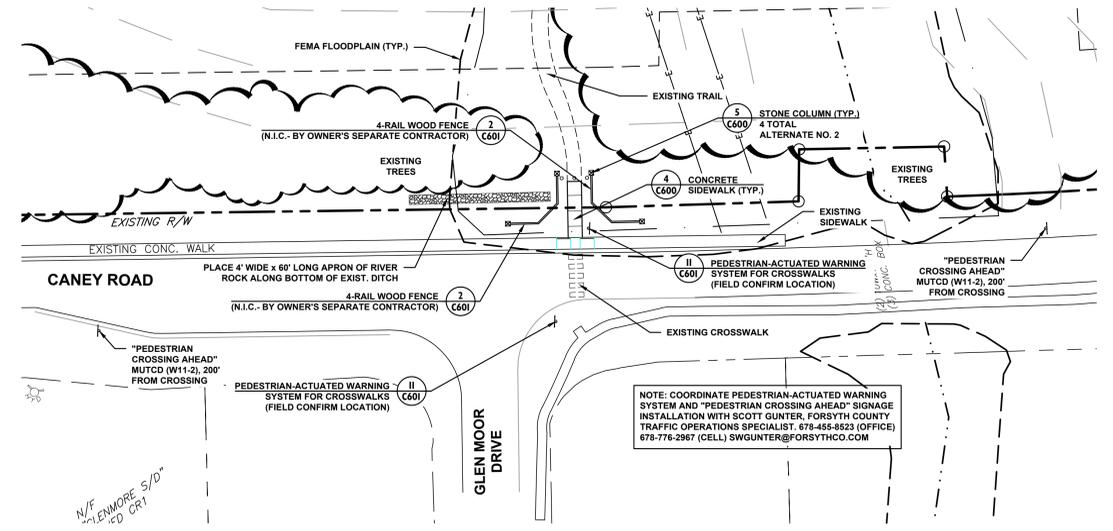 FEMA FLOODPLAIN (TYP.)
EXISTING TRAIL
4-RAIL WOOD FENCE
(N.I.C.- BY OWNER'S SEPARATE CONTRACTOR)
2
C601
5
C600
STONE COLUMN (TYP.)
4 TOTAL
ALTERNATE NO. 2
EXISTING
TREES
4
C600
CONCRETE
SIDEWALK (TYP.)
EXISTING
TREES
EXISTING R/W
EXISTING
SIDEWALK
EXISTING CONC. WALK
CANEY ROAD
PLACE 4' WIDE x 60' LONG APRON OF RIVER
ROCK ALONG BOTTOM OF EXIST. DITCH
11
C601
PEDESTRIAN-ACTUATED WARNING
SYSTEM FOR CROSSWALKS
(FIELD CONFIRM LOCATION)
CONC. BOX
"PEDESTRIAN
CROSSING AHEAD"
MUTCD (W11-2), 200'
FROM CROSSING
4-RAIL WOOD FENCE
(N.I.C.- BY OWNER'S SEPARATE CONTRACTOR)
2
C601
EXISTING CROSSWALK
"PEDESTRIAN
CROSSING AHEAD"
MUTCD (W11-2), 200'
FROM CROSSING
PEDESTRIAN-ACTUATED WARNING
SYSTEM FOR CROSSWALKS
(FIELD CONFIRM LOCATION)
11
C601
NOTE: COORDINATE PEDESTRIAN-ACTUATED WARNING
SYSTEM AND "PEDESTRIAN CROSSING AHEAD" SIGNAGE
INSTALLATION WITH SCOTT GUNTER, FORSYTH COUNTY
TRAFFIC OPERATIONS SPECIALIST. 678-455-8523 (OFFICE)
678-776-2967 (CELL) SWGUNTER@FORSYTHCO.COM
GLEN MOOR
DRIVE
N/F
"GLENMORE S/D"
CR1